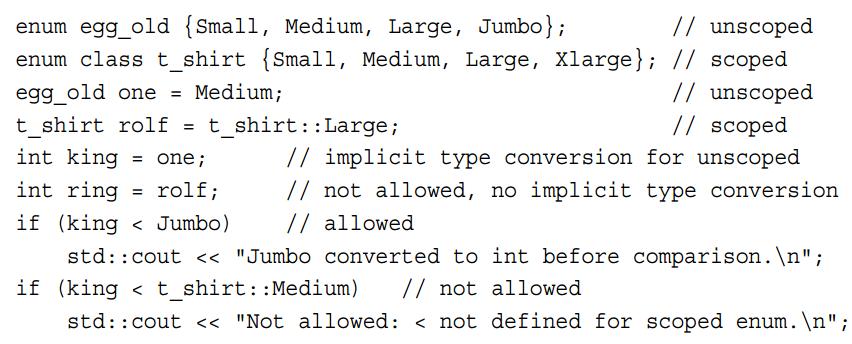 enum egg_old {Small, Medium, Large, Jumbo};         // unscoped
enum class t_shirt {Small, Medium, Large, Xlarge}; // scoped
egg_old one = Medium;                               // unscoped
t_shirt rolf = t_shirt::Large;                      // scoped
int king = one;      // implicit type conversion for unscoped
int ring = rolf;     // not allowed, no implicit type conversion
if (king < Jumbo)    // allowed
    std::cout << "Jumbo converted to int before comparison.\n";
if (king < t_shirt::Medium)   // not allowed
    std::cout << "Not allowed: < not defined for scoped enum.\n";